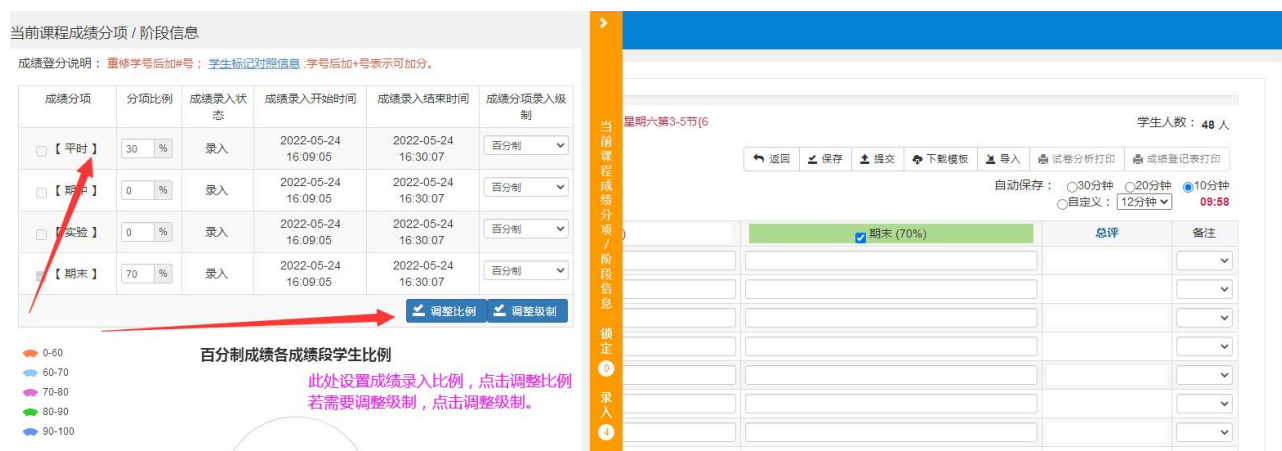 当前课程成绩分项 / 阶段信息
成绩登分说明： 重修学号后加#号； 学生标记对照信息 :学号后加+号表示可加分。
成绩分项 分项比例 成绩录入状态 成绩录入开始时间 成绩录入结束时间 成绩分项录入级制
【 平时 】 30 % 录入 2022-05-24 16:09:05 2022-05-24 16:30:07 百分制
【 期中 】 0 % 录入 2022-05-24 16:09:05 2022-05-24 16:30:07 百分制
【 实验 】 0 % 录入 2022-05-24 16:09:05 2022-05-24 16:30:07 百分制
【 期末 】 70 % 录入 2022-05-24 16:09:05 2022-05-24 16:30:07 百分制
调整比例 调整级制
百分制成绩各成绩段学生比例
0-60
60-70
70-80
80-90
90-100
此处设置成绩录入比例，点击调整比例
若需要调整级制，点击调整级制。
当前课程成绩分项/阶段信息 锁定 0 录入 4
星期六第3-5节{6
学生人数： 48 人
返回 保存 提交 下载模板 导入 试卷分析打印 成绩登记表打印
自动保存： 30分钟 20分钟 10分钟
自定义： 12分钟 09:58
) 期末 (70%) 总评 备注